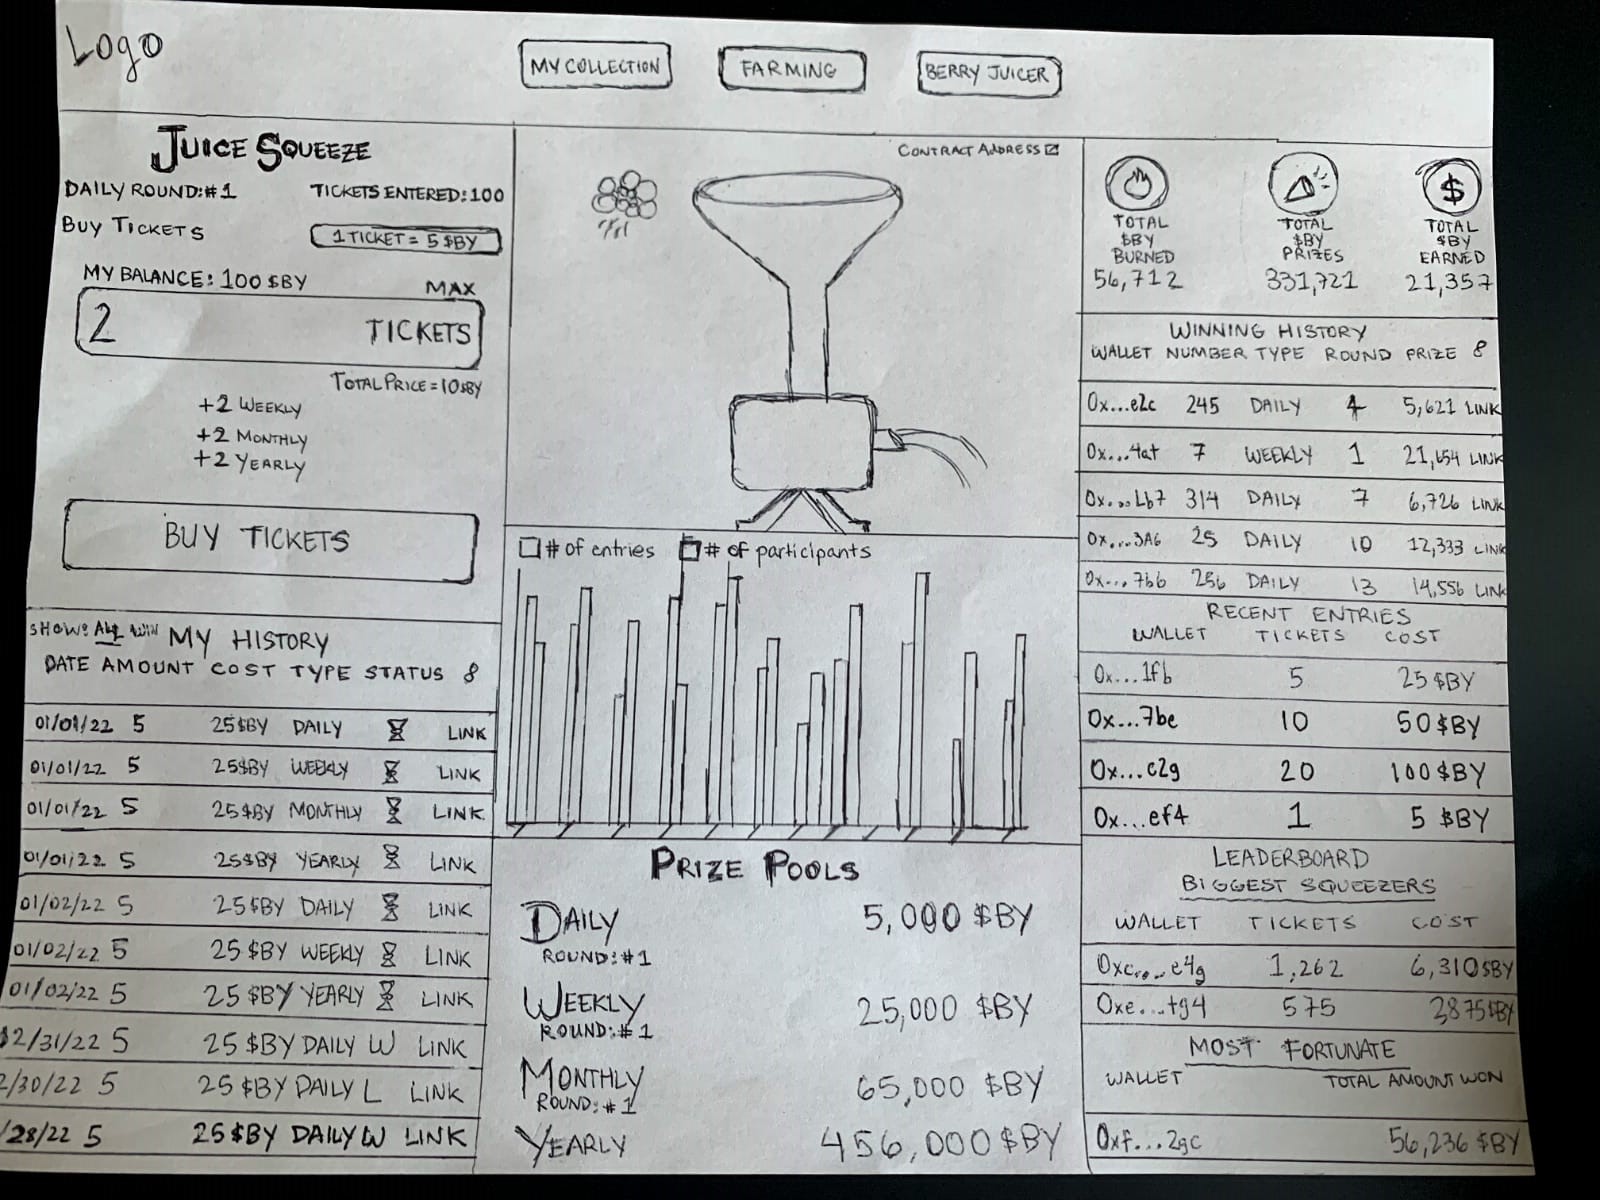 Logo
MY COLLECTION
FARMING
BERRY JUICER
JUICE SQUEEZE
DAILY ROUND:#1 TICKETS ENTERED:100
BUY TICKETS 1 TICKET = 5 $BY
MY BALANCE: 100 $BY MAX
2 TICKETS
TOTAL PRICE = 10$BY
+2 WEEKLY
+2 MONTHLY
+2 YEARLY
BUY TICKETS
SHOW: ALL WIN MY HISTORY
DATE AMOUNT COST TYPE STATUS
01/01/22 5 25$BY DAILY LINK
01/01/22 5 25$BY WEEKLY LINK
01/01/22 5 25$BY MONTHLY LINK
01/01/22 5 25$BY YEARLY LINK
01/02/22 5 25$BY DAILY LINK
01/02/22 5 25 $BY WEEKLY LINK
01/02/22 5 25 $BY YEARLY LINK
12/31/22 5 25 $BY DAILY W LINK
2/30/22 5 25 $BY DAILY L LINK
/28/22 5 25 $BY DAILY W LINK
CONTRACT ADDRESS
# of entries # of participants
PRIZE POOLS
DAILY 5,000 $BY
ROUND:#1
WEEKLY 25,000 $BY
ROUND:#1
MONTHLY 65,000 $BY
ROUND:#1
YEARLY 456,000 $BY
TOTAL
$BY
BURNED
56,712
TOTAL
$BY
PRIZES
331,721
$
TOTAL
$BY
EARNED
21,357
WINNING HISTORY
WALLET NUMBER TYPE ROUND PRIZE
0x...e2c 245 DAILY 4 5,621 LINK
0x...4at 7 WEEKLY 1 21,654 LINK
0x...Lb7 314 DAILY 7 6,726 LINK
0x...3A6 25 DAILY 10 12,333 LINK
0x...7b6 256 DAILY 13 14,556 LINK
RECENT ENTRIES
WALLET TICKETS COST
0x...1fb 5 25 $BY
0x...7be 10 50 $BY
0x...c2g 20 100 $BY
0x...ef4 1 5 $BY
LEADERBOARD
BIGGEST SQUEEZERS
WALLET TICKETS COST
0xc...e4g 1,262 6,310$BY
0xe...tg4 575 2875$BY
MOST FORTUNATE
WALLET TOTAL AMOUNT WON
0xf...2gc 56,236 $BY